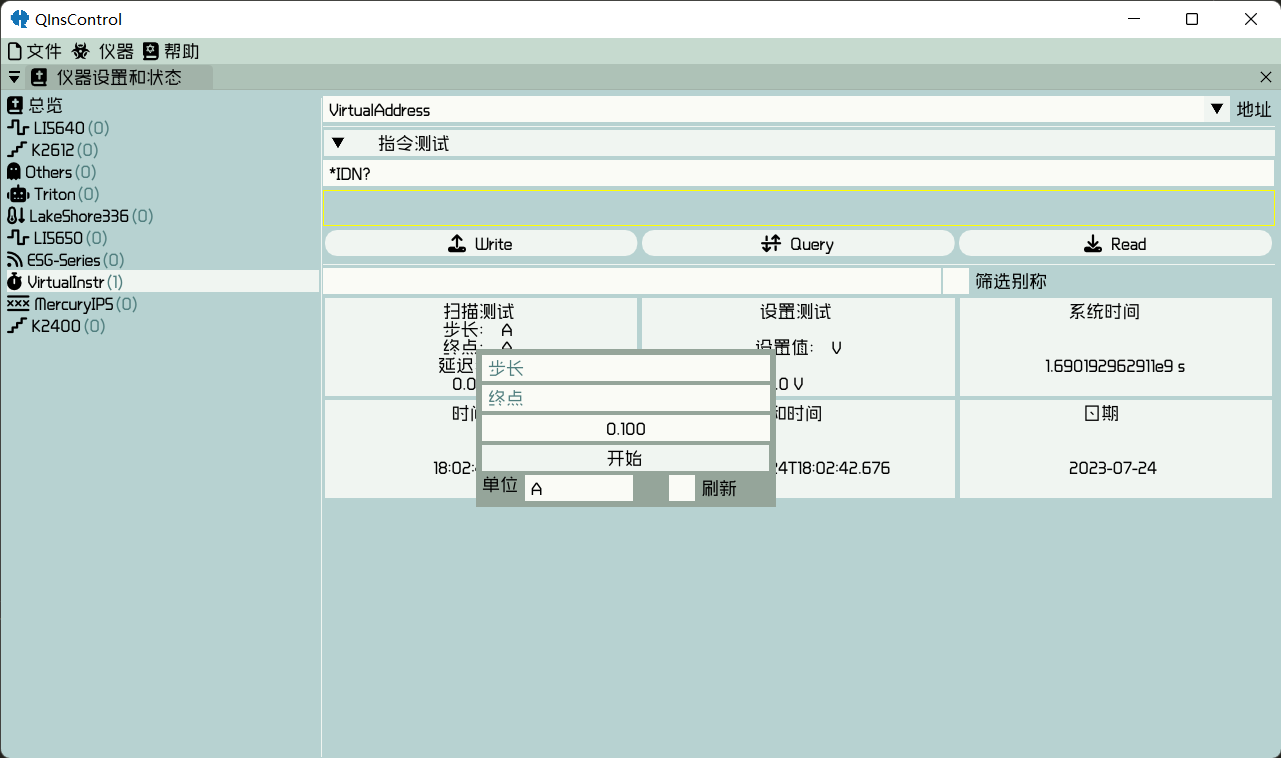 QInsControl
文件 仪器 帮助
仪器设置和状态
总览
LI5640 (0)
K2612 (0)
Others (0)
Triton (0)
LakeShore336 (0)
LI5650 (0)
ESG-Series (0)
VirtualInstr (1)
MercuryIPS (0)
K2400 (0)
VirtualAddress 地址
指令测试
*IDN?
Write Query Read
筛选别称
扫描测试
步长: A
终点: A
延迟
0.0
设置测试
设置值: V
.0 V
系统时间
1.690192962911e9 s
步长
终点
0.100
开始
单位 A 刷新
时间
18:02:
和时间
24T18:02:42.676
日期
2023-07-24